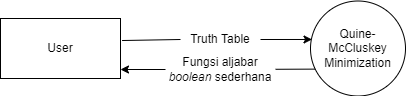 User
Truth Table
Fungsi aljabar
boolean sederhana
Quine-
McCluskey
Minimization